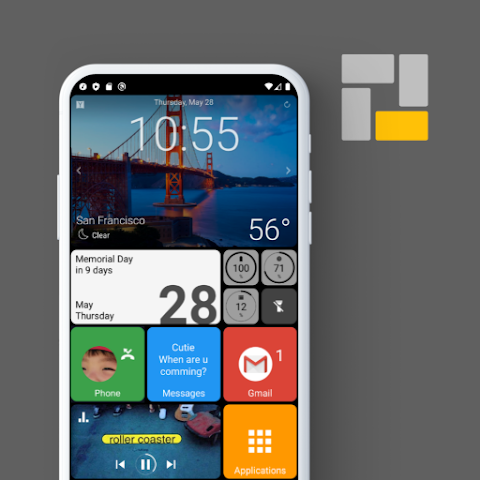 Thursday, May 28
10:55
San Francisco
Clear
56°
Memorial Day
in 9 days
May
Thursday
28
100
71
12
Phone
Cutie
When are u
comming?
Messages
1
Gmail
roller coaster
Applications